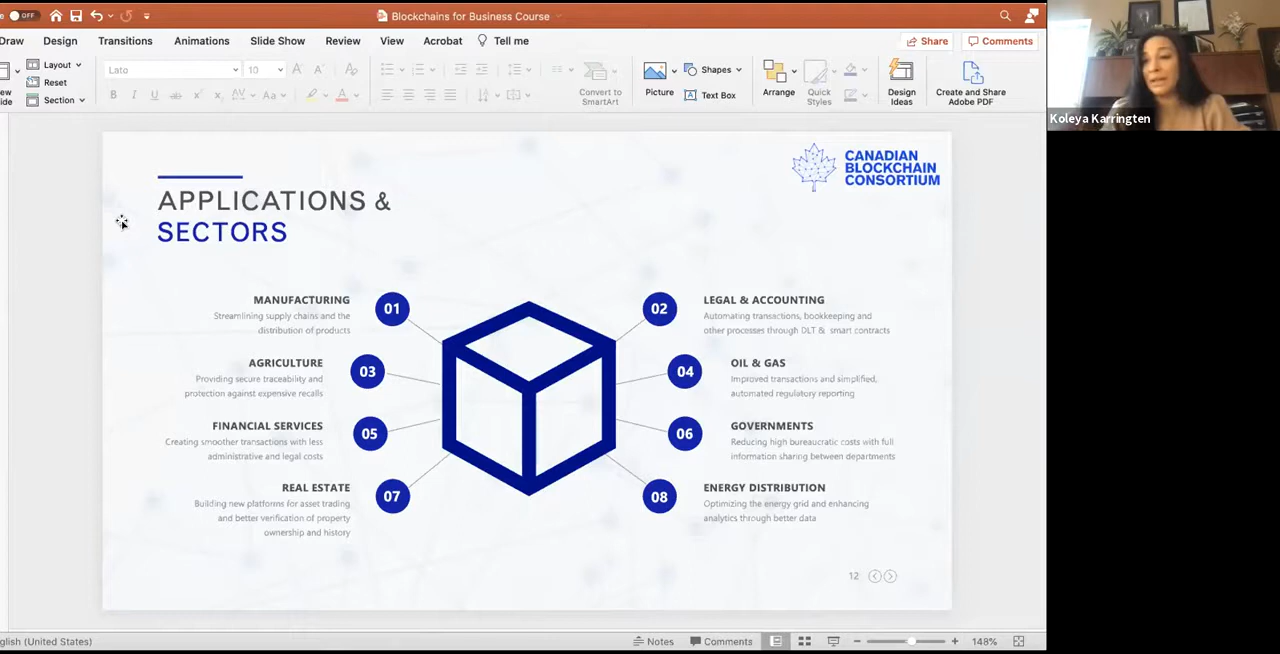 OFF
Blockchains for Business Course
Draw
Design
Transitions
Animations
Slide Show
Review
View
Acrobat
Tell me
Share
Comments
Layout
Reset
Section
Lato
10
Convert to
SmartArt
Picture
Shapes
Text Box
Arrange
Quick
Styles
Design
Ideas
Create and Share
Adobe PDF
Koleya Karringten
CANADIAN
BLOCKCHAIN
CONSORTIUM
APPLICATIONS &
SECTORS
01
MANUFACTURING
Streamlining supply chains and the
distribution of products
02
LEGAL & ACCOUNTING
Automating transactions, bookkeeping and
other processes through DLT & smart contracts
03
AGRICULTURE
Providing secure traceability and
protection against expensive recalls
04
OIL & GAS
Improved transactions and simplified,
automated regulatory reporting
05
FINANCIAL SERVICES
Creating smoother transactions with less
administrative and legal costs
06
GOVERNMENTS
Reducing high bureaucratic costs with full
information sharing between departments
07
REAL ESTATE
Building new platforms for asset trading
and better verification of property
ownership and history
08
ENERGY DISTRIBUTION
Optimizing the energy grid and enhancing
analytics through better data
12
glish (United States)
Notes
Comments
148%